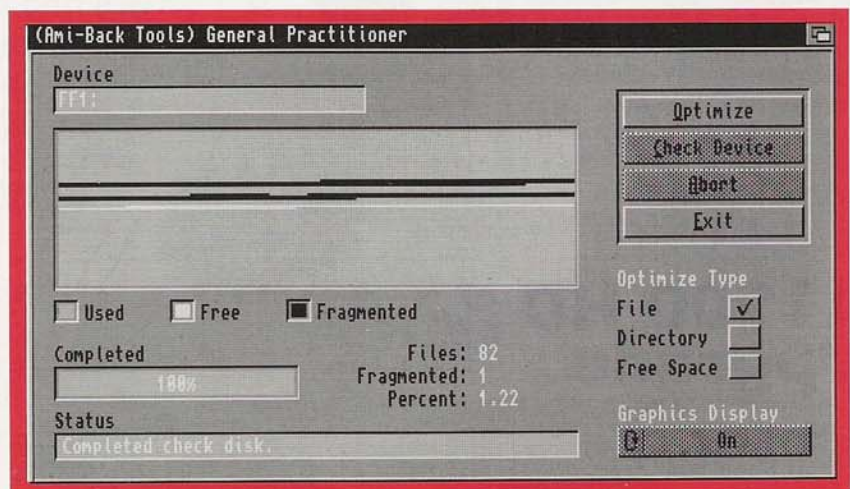 (Ami-Back Tools) General Practitioner
Device
FF1:
Used
Free
Fragmented
Completed
100%
Files: 82
Fragmented: 1
Percent: 1.22
Status
Completed check disk.
Optimize
Check Device
Abort
Exit
Optimize Type
File
Directory
Free Space
Graphics Display
On